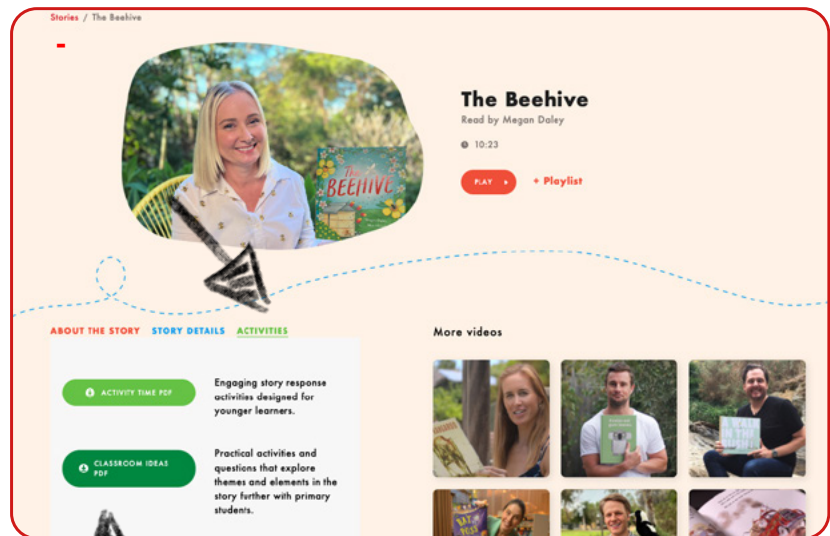 Stories / The Beehive
The Beehive
Read by Megan Daley
10:23
PLAY
+ Playlist
The
BEEHIVE
ABOUT THE STORY STORY DETAILS ACTIVITIES
ACTIVITY TIME PDF
Engaging story response
activities designed for
younger learners.
CLASSROOM IDEAS
PDF
Practical activities and
questions that explore
themes and elements in the
story further with primary
students.
More videos